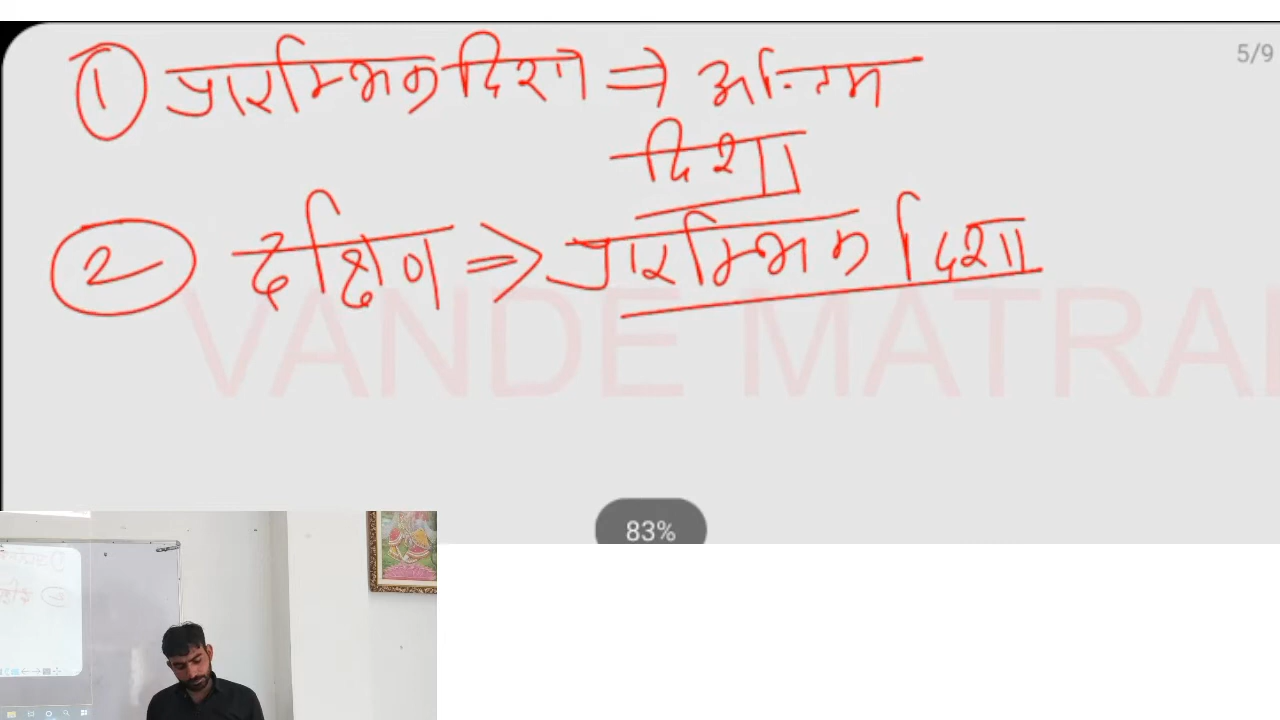 ① प्रारम्भिक दिशा ⇒ अन्तिम
दिशा
5/9
② दक्षिण ⇒ प्रारम्भिक दिशा
VANDE MATRA
83%